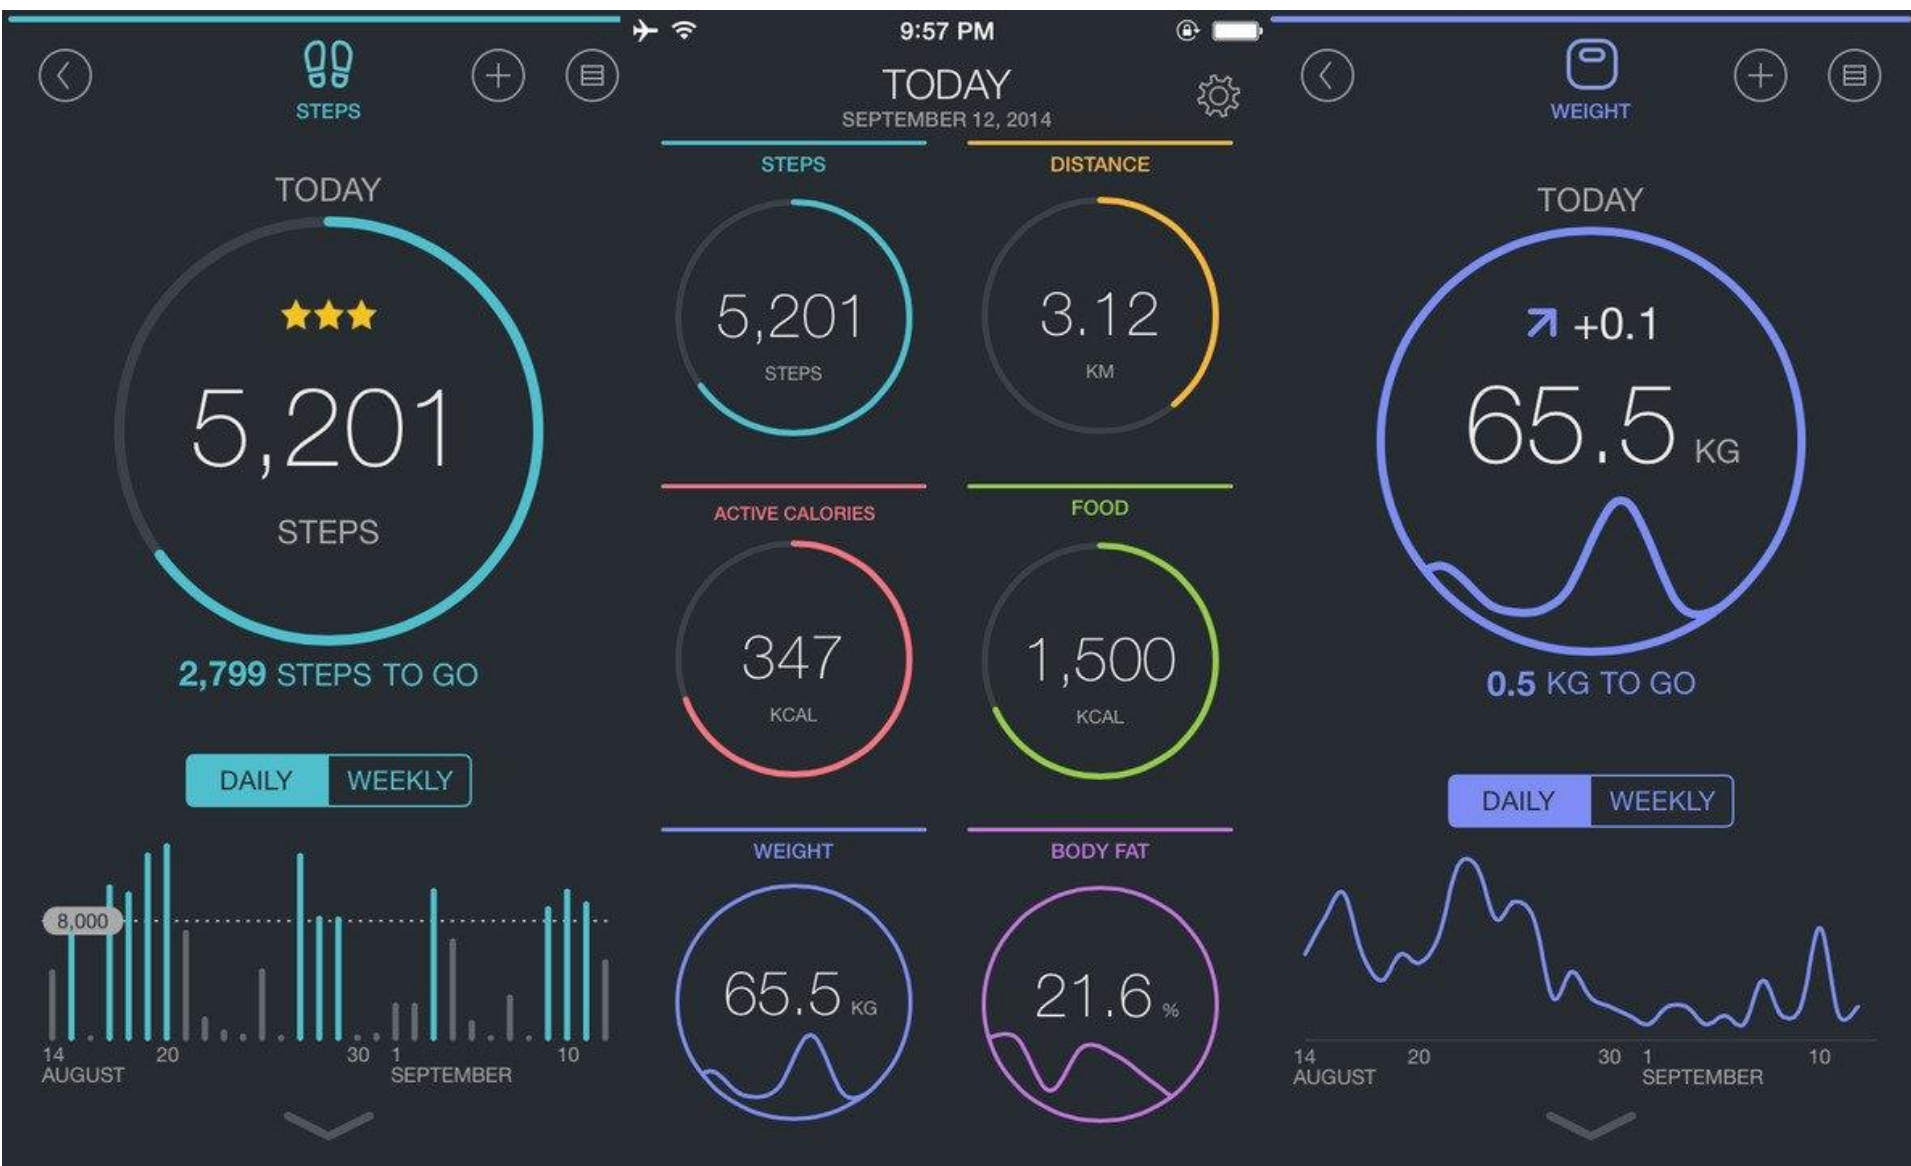 STEPS
TODAY
5,201
STEPS
2,799 STEPS TO GO
DAILY WEEKLY
8,000
14 20 30 1 10
AUGUST SEPTEMBER
9:57 PM
TODAY
SEPTEMBER 12, 2014
STEPS
5,201
STEPS
DISTANCE
3.12
KM
ACTIVE CALORIES
347
KCAL
FOOD
1,500
KCAL
WEIGHT
65.5 KG
BODY FAT
21.6 %
WEIGHT
TODAY
+0.1
65.5 KG
0.5 KG TO GO
DAILY WEEKLY
14 20 30 1 10
AUGUST SEPTEMBER